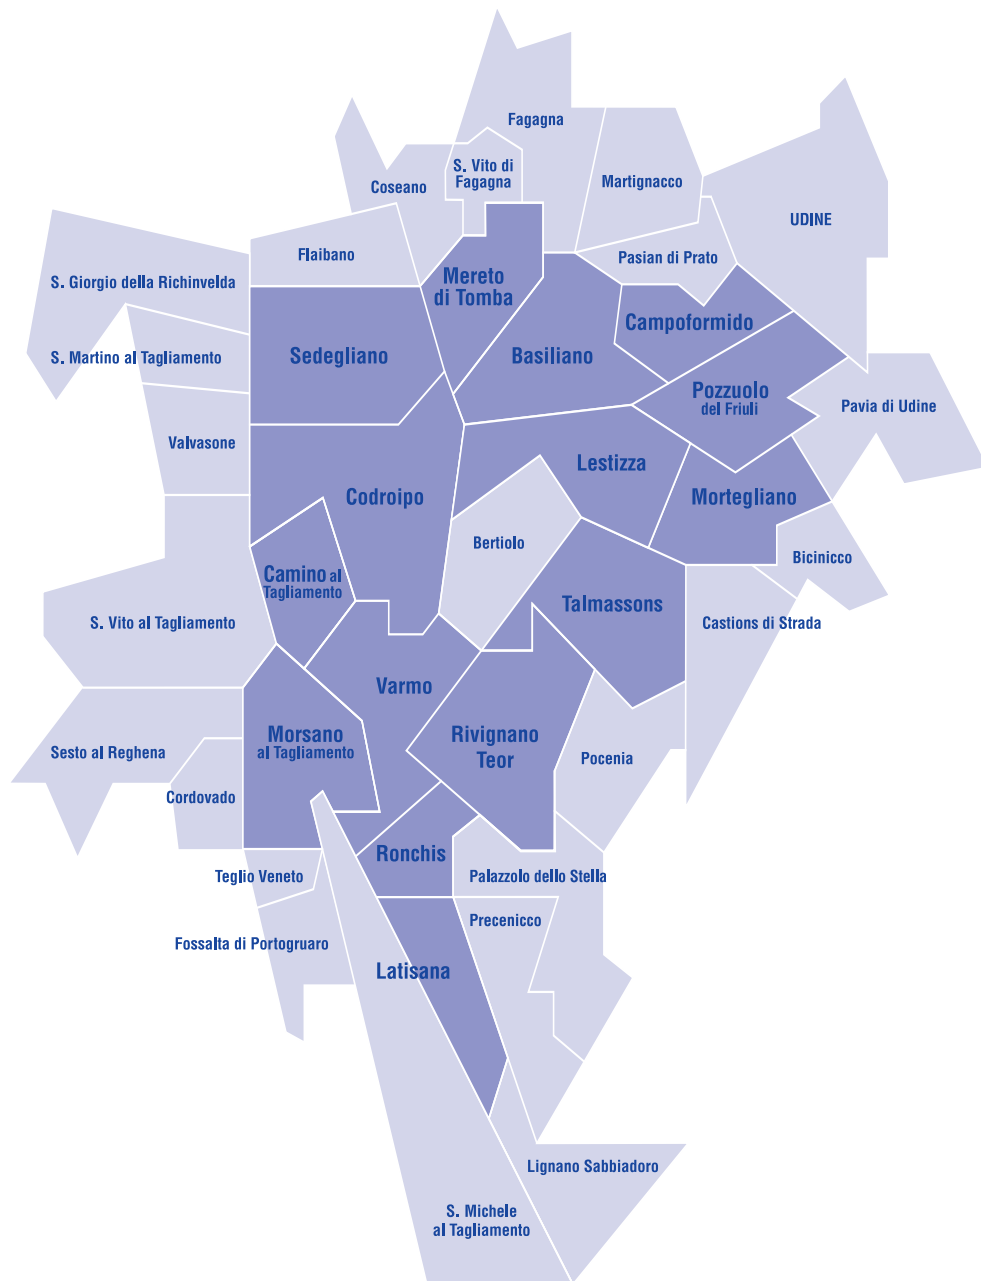 Fagagna
S. Vito di
Fagagna
Martignacco
Coseano
UDINE
Flaibano
Pasian di Prato
S. Giorgio della Richinvelda
Mereto
di Tomba
Campoformido
S. Martino al Tagliamento
Sedegliano
Basiliano
Pozzuolo
del Friuli
Pavia di Udine
Valvasone
Lestizza
Codroipo
Mortegliano
Bertiolo
Bicinicco
Camino al
Tagliamento
Talmassons
S. Vito al Tagliamento
Castions di Strada
Varmo
Morsano
al Tagliamento
Rivignano
Teor
Sesto al Reghena
Pocenia
Cordovado
Ronchis
Teglio Veneto
Palazzolo dello Stella
Precenicco
Fossalta di Portogruaro
Latisana
Lignano Sabbiadoro
S. Michele
al Tagliamento